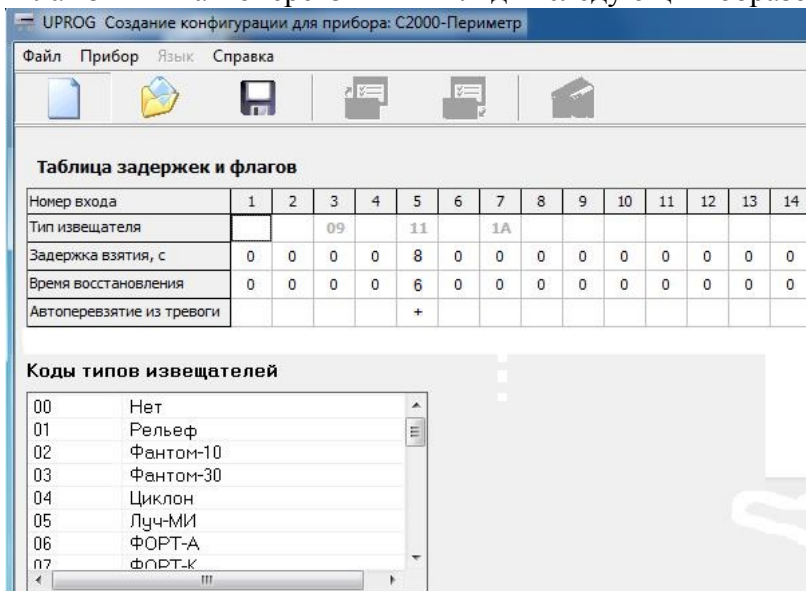 UPROG Создание конфигурации для прибора: С2000-Периметр
Файл Прибор Язык Справка
Таблица задержек и флагов
Номер входа 1 2 3 4 5 6 7 8 9 10 11 12 13 14
Тип извещателя 09 11 1A
Задержка взятия, с 0 0 0 0 8 0 0 0 0 0 0 0 0 0
Время восстановления 0 0 0 0 6 0 0 0 0 0 0 0 0 0
Автоперевзятие из тревоги +
Коды типов извещателей
00 Нет
01 Рельеф
02 Фантом-10
03 Фантом-30
04 Циклон
05 Луч-МИ
06 ФОРТ-А
07 ФОРТ-К